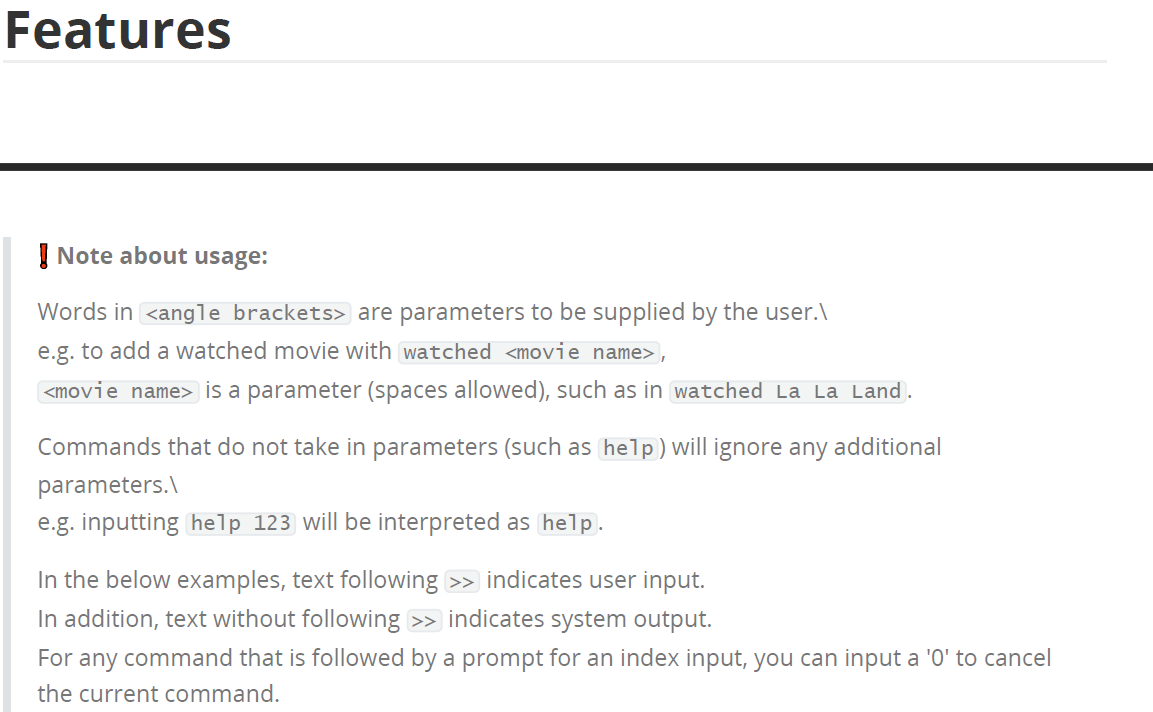 Features
❗ Note about usage:
Words in <angle brackets> are parameters to be supplied by the user.\
e.g. to add a watched movie with watched <movie name>,
<movie name> is a parameter (spaces allowed), such as in watched La La Land.
Commands that do not take in parameters (such as help) will ignore any additional
parameters.\
e.g. inputting help 123 will be interpreted as help.
In the below examples, text following >> indicates user input.
In addition, text without following >> indicates system output.
For any command that is followed by a prompt for an index input, you can input a '0' to cancel
the current command.